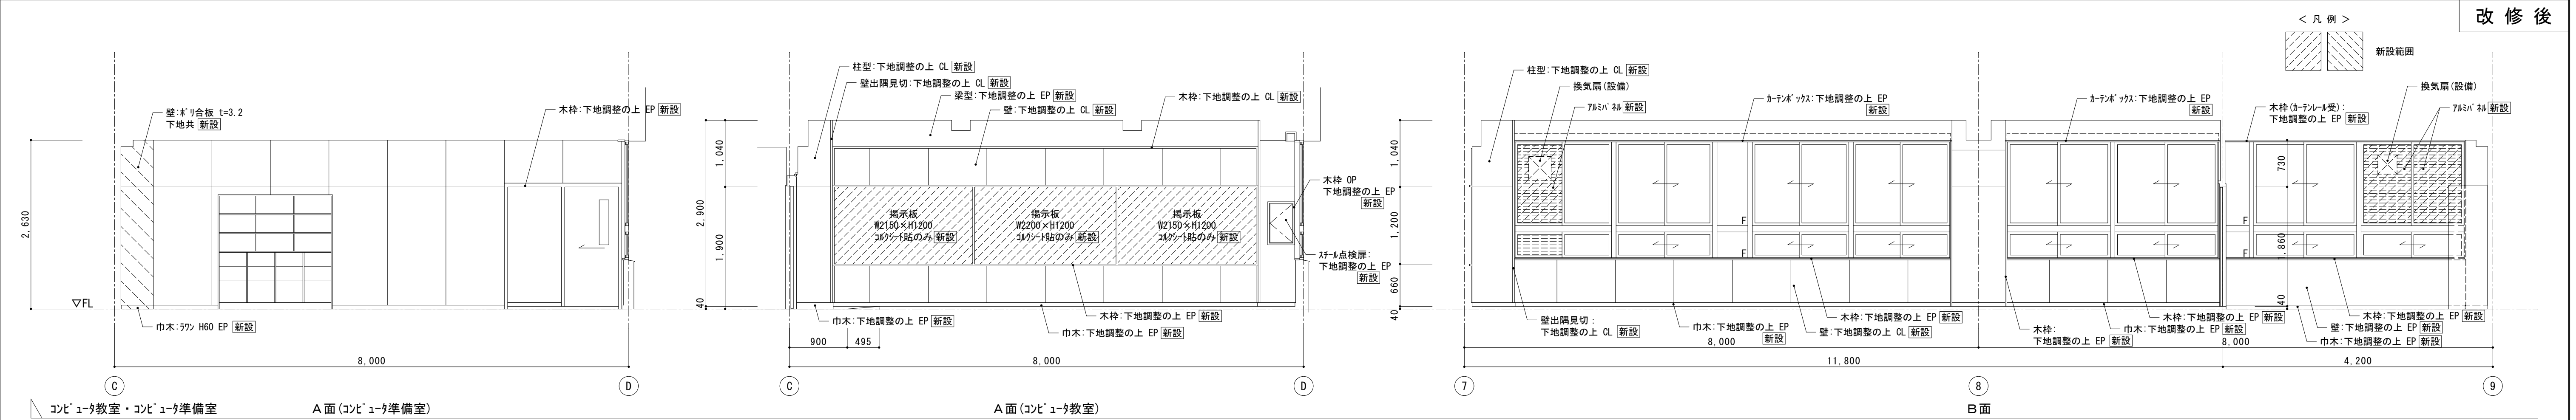 改修後
＜凡例＞
新設範囲
壁:ﾎﾟﾘ合板 t=3.2
下地共 新設
木枠:下地調整の上 EP 新設
2,630
▽FL
巾木:ﾗﾜﾝ H60 EP 新設
8,000
C
D
柱型:下地調整の上 CL 新設
壁出隅見切:下地調整の上 CL 新設
梁型:下地調整の上 EP 新設
壁:下地調整の上 CL 新設
木枠:下地調整の上 CL 新設
2,900
1,040
1,900
40
掲示板
W2150×H1200
ｺﾙｸｼｰﾄ貼のみ 新設
掲示板
W2200×H1200
ｺﾙｸｼｰﾄ貼のみ 新設
掲示板
W2150×H1200
ｺﾙｸｼｰﾄ貼のみ 新設
木枠 OP
下地調整の上 EP
新設
ｽﾁｰﾙ点検扉:
下地調整の上 EP
新設
巾木:下地調整の上 EP 新設
木枠:下地調整の上 EP 新設
巾木:下地調整の上 EP 新設
900
495
8,000
C
D
1,040
1,200
660
40
柱型:下地調整の上 CL 新設
換気扇(設備)
ｱﾙﾐﾊﾟﾈﾙ 新設
ｶｰﾃﾝﾎﾞｯｸｽ:下地調整の上 EP
新設
ｶｰﾃﾝﾎﾞｯｸｽ:下地調整の上 EP
新設
木枠(ｶｰﾃﾝﾚｰﾙ受):
下地調整の上 EP 新設
換気扇(設備)
ｱﾙﾐﾊﾟﾈﾙ 新設
F
F
F
F
730
1,860
40
壁出隅見切:
下地調整の上 CL 新設
巾木:下地調整の上 EP
新設
木枠:下地調整の上 EP 新設
壁:下地調整の上 CL 新設
木枠:
下地調整の上 EP 新設
木枠:下地調整の上 EP 新設
巾木:下地調整の上 EP 新設
木枠:下地調整の上 EP 新設
壁:下地調整の上 EP 新設
巾木:下地調整の上 EP 新設
8,000
8,000
11,800
4,200
7
8
9
ｺﾝﾋﾟｭｰﾀ教室・ｺﾝﾋﾟｭｰﾀ準備室
A面(ｺﾝﾋﾟｭｰﾀ準備室)
A面(ｺﾝﾋﾟｭｰﾀ教室)
B面